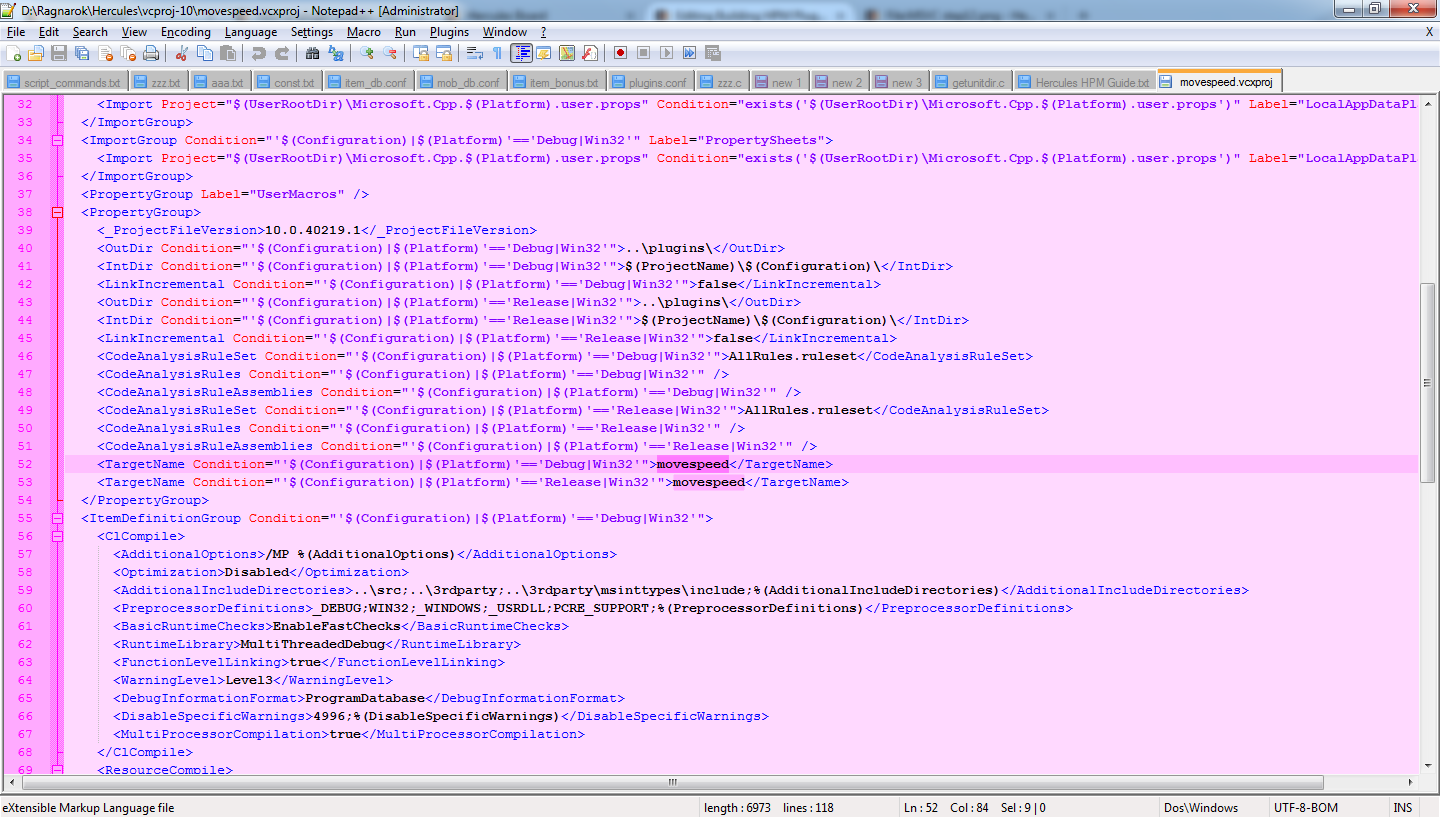 D:\Ragnarok\Hercules\vcproj-10\movespeed.vcxproj - Notepad++ [Administrator]
File Edit Search View Encoding Language Settings Macro Run Plugins Window ? X
script_commands.txt zzz.txt aaa.txt const.txt item_db.conf mob_db.conf item_bonus.txt plugins.conf zzz.c new 1 new 2 new 3 getunitdir.c Hercules HPM Guide.txt movespeed.vcxproj
32 <Import Project="$(UserRootDir)\Microsoft.Cpp.$(Platform).user.props" Condition="exists('$(UserRootDir)\Microsoft.Cpp.$(Platform).user.props')" Label="LocalAppDataPl
33 </ImportGroup>
34 <ImportGroup Condition="'$(Configuration)|$(Platform)'=='Debug|Win32'" Label="PropertySheets">
35 <Import Project="$(UserRootDir)\Microsoft.Cpp.$(Platform).user.props" Condition="exists('$(UserRootDir)\Microsoft.Cpp.$(Platform).user.props')" Label="LocalAppDataPl
36 </ImportGroup>
37 <PropertyGroup Label="UserMacros" />
38 <PropertyGroup>
39 <_ProjectFileVersion>10.0.40219.1</_ProjectFileVersion>
40 <OutDir Condition="'$(Configuration)|$(Platform)'=='Debug|Win32'">..\plugins\</OutDir>
41 <IntDir Condition="'$(Configuration)|$(Platform)'=='Debug|Win32'">$(ProjectName)\$(Configuration)\</IntDir>
42 <LinkIncremental Condition="'$(Configuration)|$(Platform)'=='Debug|Win32'">false</LinkIncremental>
43 <OutDir Condition="'$(Configuration)|$(Platform)'=='Release|Win32'">..\plugins\</OutDir>
44 <IntDir Condition="'$(Configuration)|$(Platform)'=='Release|Win32'">$(ProjectName)\$(Configuration)\</IntDir>
45 <LinkIncremental Condition="'$(Configuration)|$(Platform)'=='Release|Win32'">false</LinkIncremental>
46 <CodeAnalysisRuleSet Condition="'$(Configuration)|$(Platform)'=='Debug|Win32'">AllRules.ruleset</CodeAnalysisRuleSet>
47 <CodeAnalysisRules Condition="'$(Configuration)|$(Platform)'=='Debug|Win32'" />
48 <CodeAnalysisRuleAssemblies Condition="'$(Configuration)|$(Platform)'=='Debug|Win32'" />
49 <CodeAnalysisRuleSet Condition="'$(Configuration)|$(Platform)'=='Release|Win32'">AllRules.ruleset</CodeAnalysisRuleSet>
50 <CodeAnalysisRules Condition="'$(Configuration)|$(Platform)'=='Release|Win32'" />
51 <CodeAnalysisRuleAssemblies Condition="'$(Configuration)|$(Platform)'=='Release|Win32'" />
52 <TargetName Condition="'$(Configuration)|$(Platform)'=='Debug|Win32'">movespeed</TargetName>
53 <TargetName Condition="'$(Configuration)|$(Platform)'=='Release|Win32'">movespeed</TargetName>
54 </PropertyGroup>
55 <ItemDefinitionGroup Condition="'$(Configuration)|$(Platform)'=='Debug|Win32'">
56 <ClCompile>
57 <AdditionalOptions>/MP %(AdditionalOptions)</AdditionalOptions>
58 <Optimization>Disabled</Optimization>
59 <AdditionalIncludeDirectories>..\src;..\3rdparty;..\3rdparty\msinttypes\include;%(AdditionalIncludeDirectories)</AdditionalIncludeDirectories>
60 <PreprocessorDefinitions>_DEBUG;WIN32;_WINDOWS;_USRDLL;PCRE_SUPPORT;%(PreprocessorDefinitions)</PreprocessorDefinitions>
61 <BasicRuntimeChecks>EnableFastChecks</BasicRuntimeChecks>
62 <RuntimeLibrary>MultiThreadedDebug</RuntimeLibrary>
63 <FunctionLevelLinking>true</FunctionLevelLinking>
64 <WarningLevel>Level3</WarningLevel>
65 <DebugInformationFormat>ProgramDatabase</DebugInformationFormat>
66 <DisableSpecificWarnings>4996;%(DisableSpecificWarnings)</DisableSpecificWarnings>
67 <MultiProcessorCompilation>true</MultiProcessorCompilation>
68 </ClCompile>
69 <ResourceCompile>
eXtensible Markup Language file length : 6973 lines : 118 Ln : 52 Col : 84 Sel : 9 | 0 Dos\Windows UTF-8-BOM INS